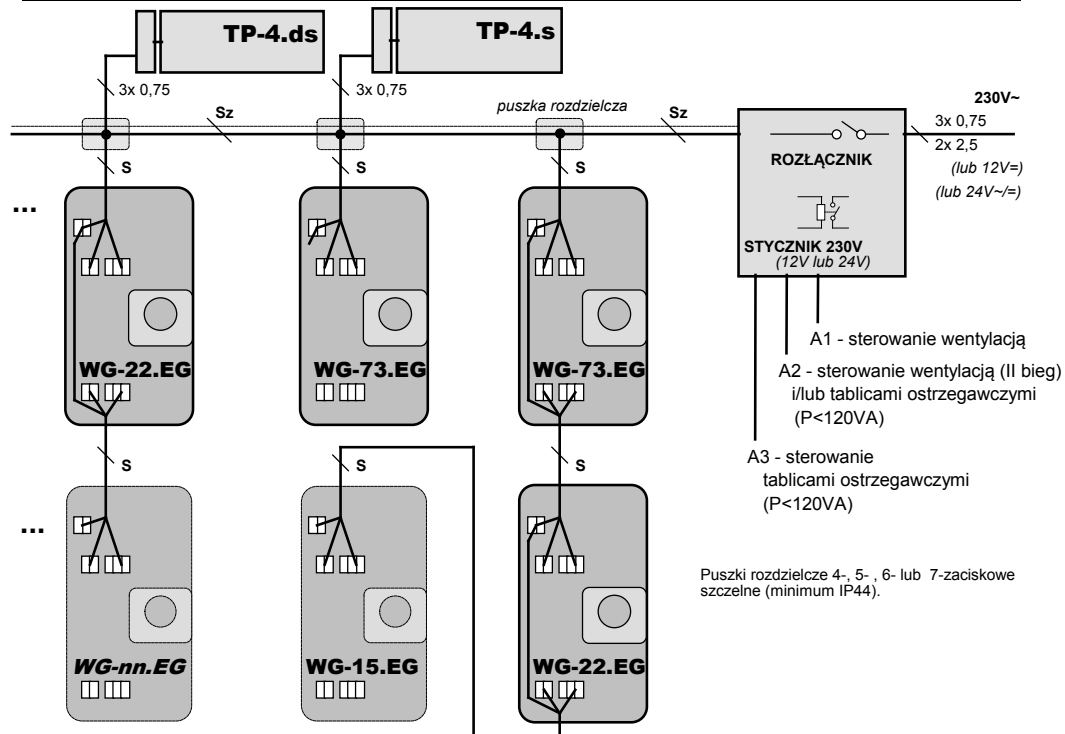 TP-4.ds
TP-4.s
3x 0,75
3x 0,75
230V~
Sz
puszka rozdzielcza
Sz
3x 0,75
2x 2,5
(lub 12V=)
(lub 24V~/=)
ROZŁĄCZNIK
STYCZNIK 230V
(12V lub 24V)
S
S
S
...
WG-22.EG
WG-73.EG
WG-73.EG
A1 - sterowanie wentylacją
A2 - sterowanie wentylacją (II bieg)
i/lub tablicami ostrzegawczymi
(P<120VA)
A3 - sterowanie
tablicami ostrzegawczymi
(P<120VA)
S
S
S
...
WG-nn.EG
WG-15.EG
WG-22.EG
Puszki rozdzielcze 4-, 5- , 6- lub 7-zaciskowe
szczelne (minimum IP44).